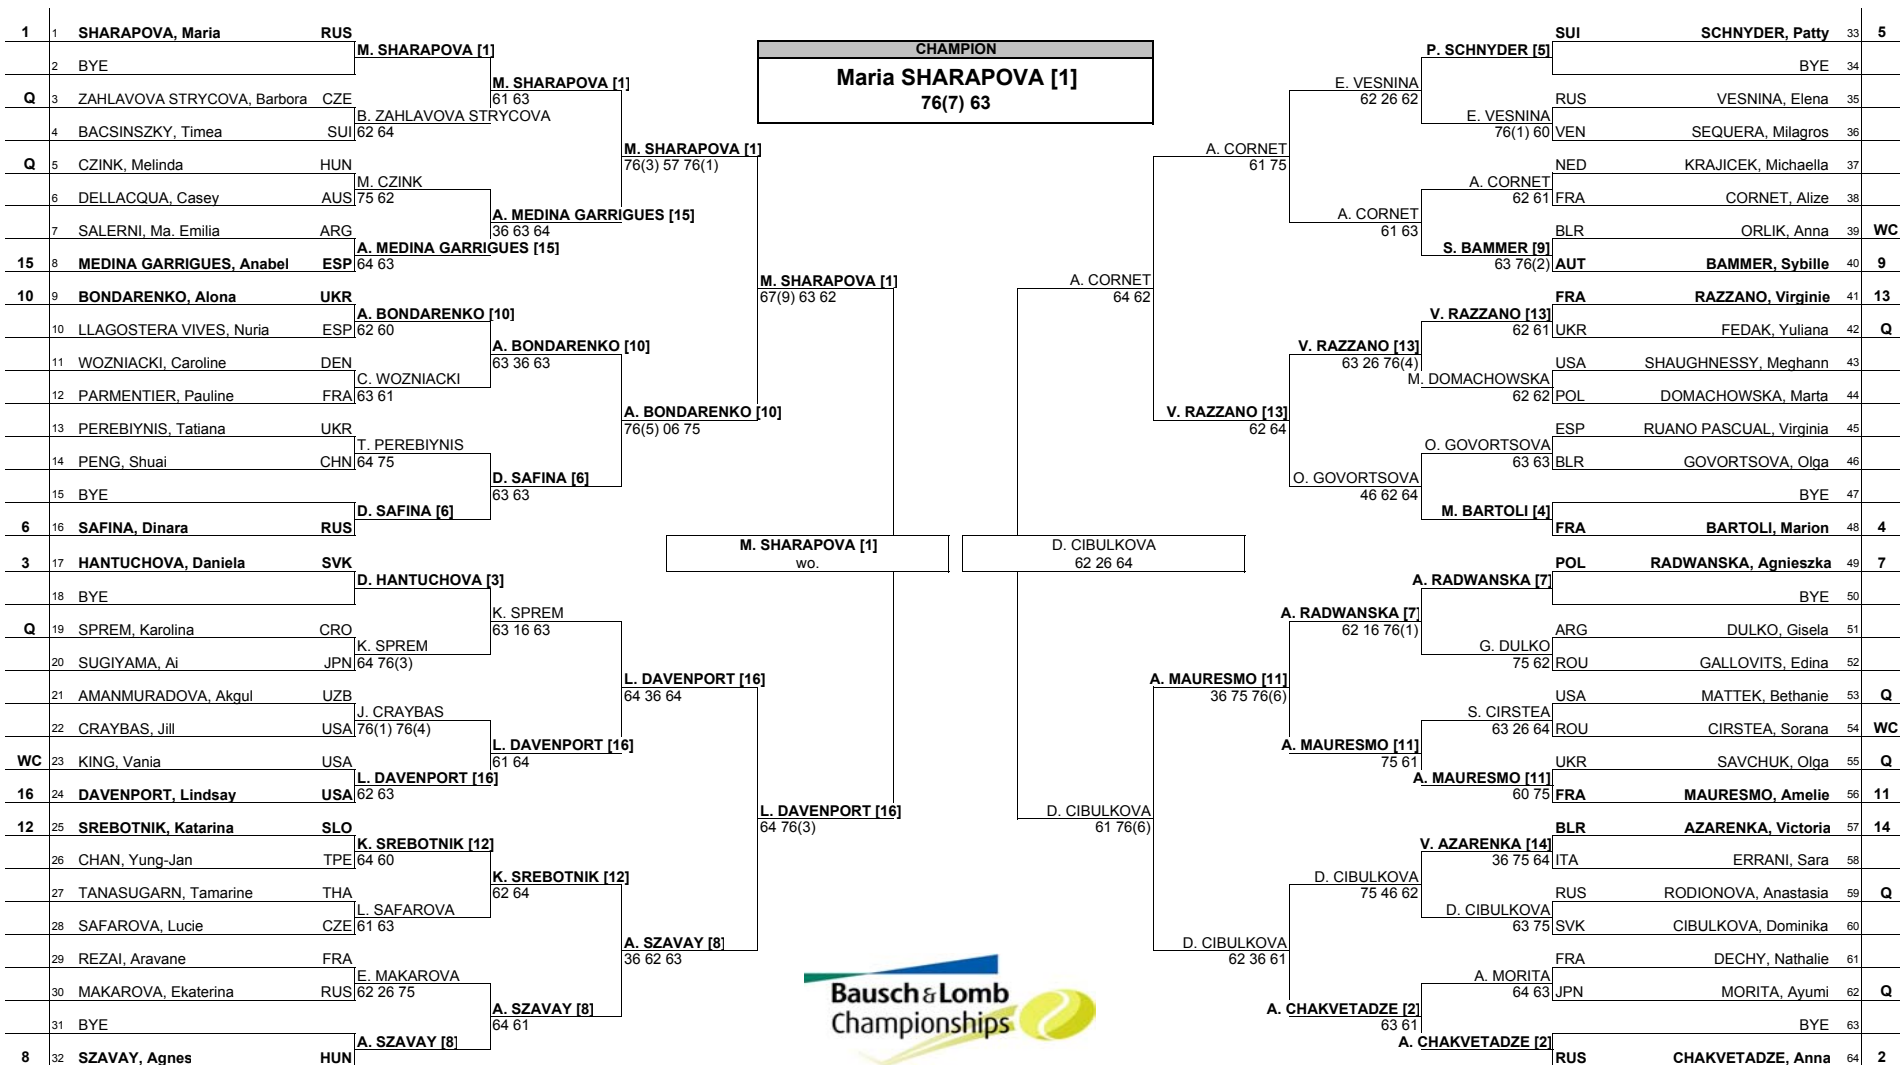 1 1 SHARAPOVA, Maria RUS
M. SHARAPOVA [1]
2 BYE
M. SHARAPOVA [1]
61 63
Q 3 ZAHLAVOVA STRYCOVA, Barbora CZE
B. ZAHLAVOVA STRYCOVA
4 BACSINSZKY, Timea SUI 62 64
M. SHARAPOVA [1]
76(3) 57 76(1)
Q 5 CZINK, Melinda HUN
M. CZINK
6 DELLACQUA, Casey AUS 75 62
A. MEDINA GARRIGUES [15]
36 63 64
7 SALERNI, Ma. Emilia ARG
A. MEDINA GARRIGUES [15]
15 8 MEDINA GARRIGUES, Anabel ESP 64 63
M. SHARAPOVA [1]
67(9) 63 62
10 9 BONDARENKO, Alona UKR
A. BONDARENKO [10]
10 LLAGOSTERA VIVES, Nuria ESP 62 60
A. BONDARENKO [10]
63 36 63
11 WOZNIACKI, Caroline DEN
C. WOZNIACKI
12 PARMENTIER, Pauline FRA 63 61
A. BONDARENKO [10]
76(5) 06 75
13 PEREBIYNIS, Tatiana UKR
T. PEREBIYNIS
14 PENG, Shuai CHN 64 75
D. SAFINA [6]
63 63
15 BYE
D. SAFINA [6]
6 16 SAFINA, Dinara RUS
M. SHARAPOVA [1]
wo.
3 17 HANTUCHOVA, Daniela SVK
D. HANTUCHOVA [3]
18 BYE
K. SPREM
63 16 63
Q 19 SPREM, Karolina CRO
K. SPREM
20 SUGIYAMA, Ai JPN 64 76(3)
L. DAVENPORT [16]
64 36 64
21 AMANMURADOVA, Akgul UZB
J. CRAYBAS
22 CRAYBAS, Jill USA 76(1) 76(4)
L. DAVENPORT [16]
61 64
WC 23 KING, Vania USA
L. DAVENPORT [16]
16 24 DAVENPORT, Lindsay USA 62 63
L. DAVENPORT [16]
64 76(3)
12 25 SREBOTNIK, Katarina SLO
K. SREBOTNIK [12]
26 CHAN, Yung-Jan TPE 64 60
K. SREBOTNIK [12]
62 64
27 TANASUGARN, Tamarine THA
L. SAFAROVA
28 SAFAROVA, Lucie CZE 61 63
A. SZAVAY [8]
36 62 63
29 REZAI, Aravane FRA
E. MAKAROVA
30 MAKAROVA, Ekaterina RUS 62 26 75
A. SZAVAY [8]
64 61
31 BYE
A. SZAVAY [8]
8 32 SZAVAY, Agnes HUN
CHAMPION
Maria SHARAPOVA [1]
76(7) 63
SUI SCHNYDER, Patty 33 5
P. SCHNYDER [5]
BYE 34
E. VESNINA
62 26 62
RUS VESNINA, Elena 35
E. VESNINA
76(1) 60 VEN SEQUERA, Milagros 36
A. CORNET
61 75
NED KRAJICEK, Michaella 37
A. CORNET
62 61 FRA CORNET, Alize 38
A. CORNET
61 63
BLR ORLIK, Anna 39 WC
S. BAMMER [9]
63 76(2) AUT BAMMER, Sybille 40 9
A. CORNET
64 62
FRA RAZZANO, Virginie 41 13
V. RAZZANO [13]
62 61 UKR FEDAK, Yuliana 42 Q
V. RAZZANO [13]
63 26 76(4)
USA SHAUGHNESSY, Meghann 43
M. DOMACHOWSKA
62 62 POL DOMACHOWSKA, Marta 44
V. RAZZANO [13]
62 64
ESP RUANO PASCUAL, Virginia 45
O. GOVORTSOVA
63 63 BLR GOVORTSOVA, Olga 46
O. GOVORTSOVA
46 62 64
BYE 47
M. BARTOLI [4]
FRA BARTOLI, Marion 48 4
D. CIBULKOVA
62 26 64
POL RADWANSKA, Agnieszka 49 7
A. RADWANSKA [7]
BYE 50
A. RADWANSKA [7]
62 16 76(1)
ARG DULKO, Gisela 51
G. DULKO
75 62 ROU GALLOVITS, Edina 52
A. MAURESMO [11]
36 75 76(6)
USA MATTEK, Bethanie 53 Q
S. CIRSTEA
63 26 64 ROU CIRSTEA, Sorana 54 WC
A. MAURESMO [11]
75 61
UKR SAVCHUK, Olga 55 Q
A. MAURESMO [11]
60 75 FRA MAURESMO, Amelie 56 11
D. CIBULKOVA
61 76(6)
BLR AZARENKA, Victoria 57 14
V. AZARENKA [14]
36 75 64 ITA ERRANI, Sara 58
D. CIBULKOVA
75 46 62
RUS RODIONOVA, Anastasia 59 Q
D. CIBULKOVA
63 75 SVK CIBULKOVA, Dominika 60
D. CIBULKOVA
62 36 61
FRA DECHY, Nathalie 61
A. MORITA
64 63 JPN MORITA, Ayumi 62 Q
A. CHAKVETADZE [2]
63 61
BYE 63
A. CHAKVETADZE [2]
RUS CHAKVETADZE, Anna 64 2
Bausch & Lomb
Championships